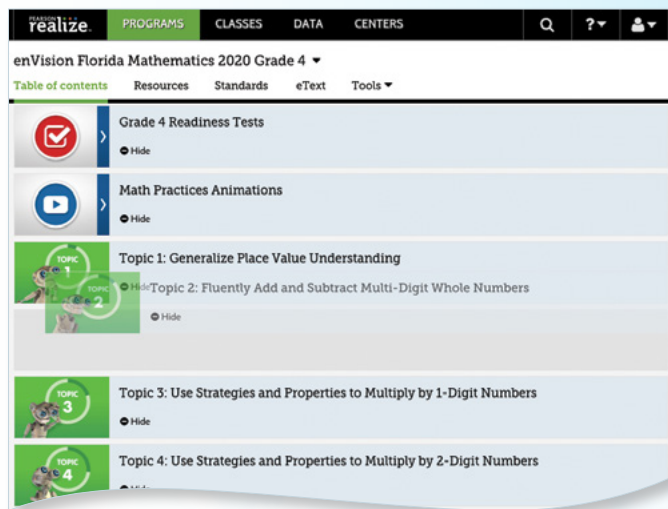 PEARSON
realize. PROGRAMS CLASSES DATA CENTERS ?
enVision Florida Mathematics 2020 Grade 4
Table of contents Resources Standards eText Tools
Grade 4 Readiness Tests
Hide
Math Practices Animations
Hide
TOPIC 1
Topic 1: Generalize Place Value Understanding
Hide
TOPIC 2
Topic 2: Fluently Add and Subtract Multi-Digit Whole Numbers
Hide
TOPIC 3
Topic 3: Use Strategies and Properties to Multiply by 1-Digit Numbers
Hide
TOPIC 4
Topic 4: Use Strategies and Properties to Multiply by 2-Digit Numbers